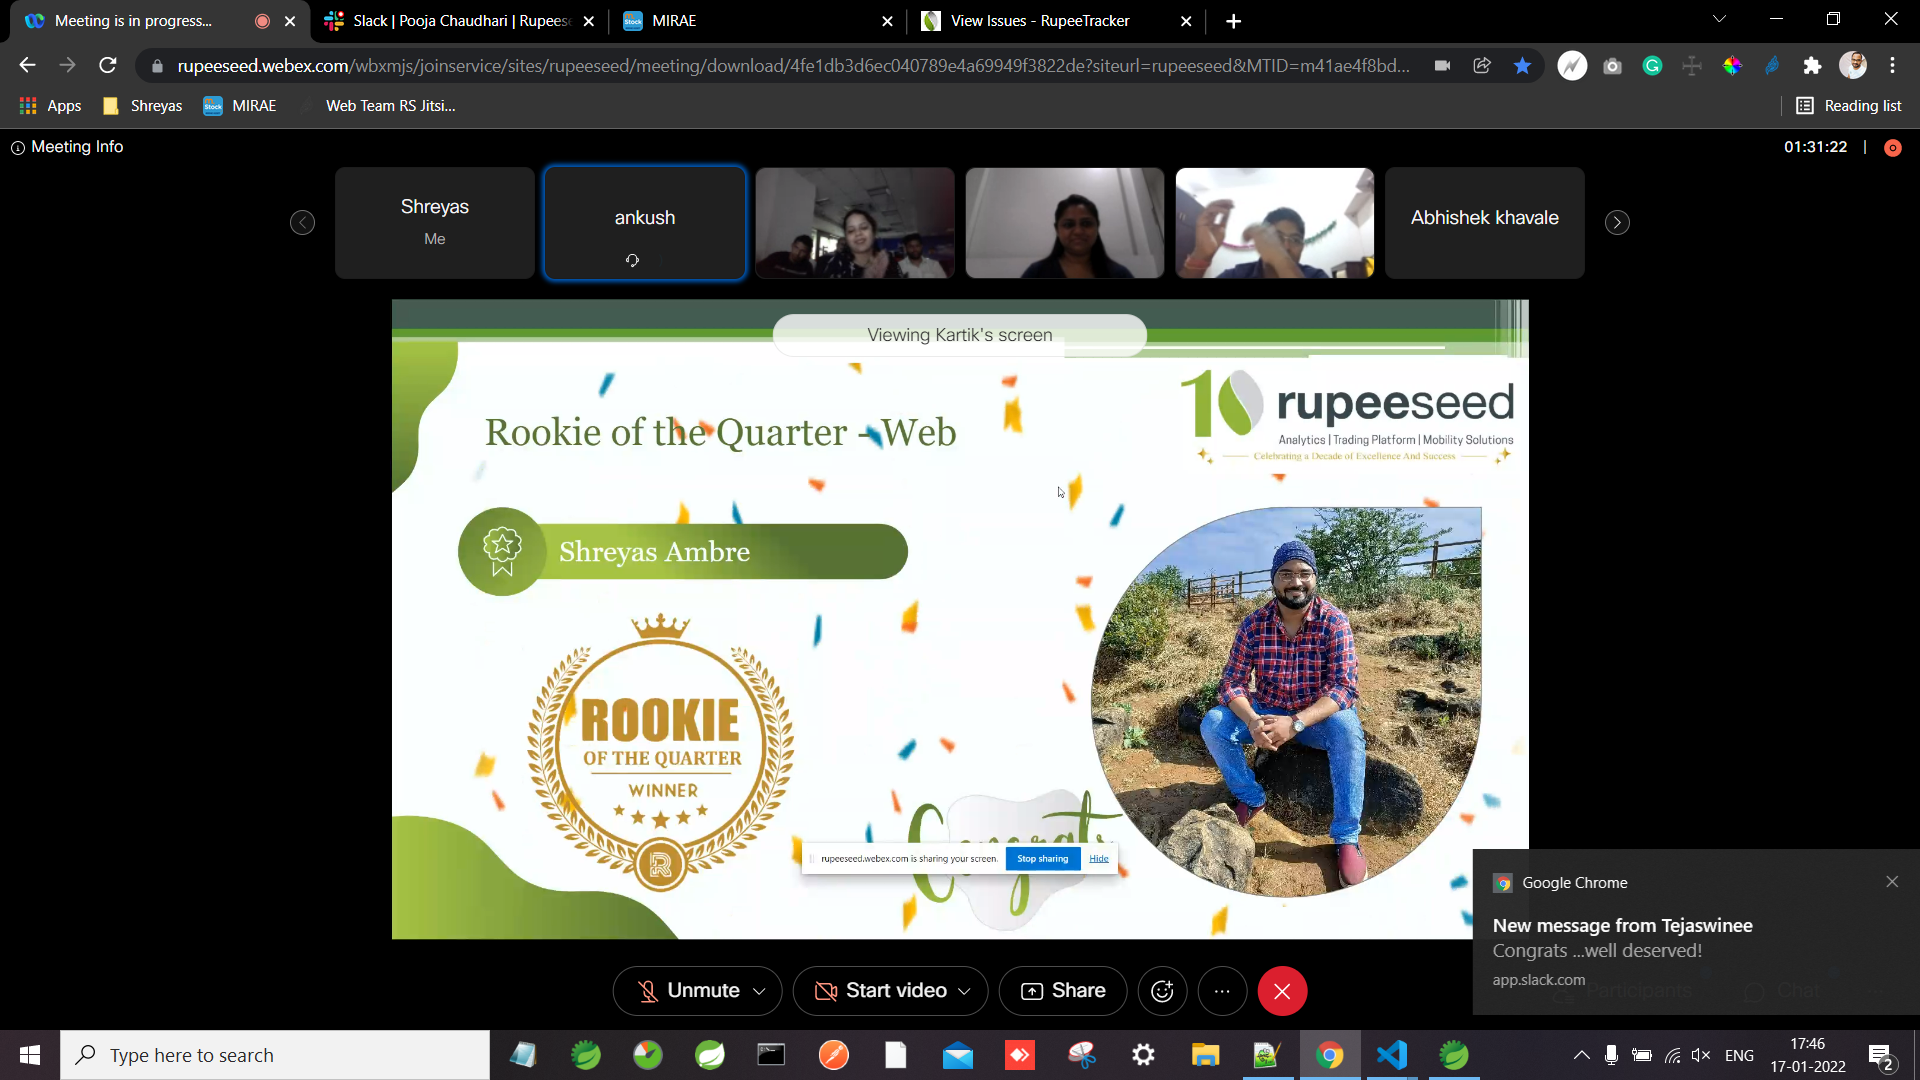 Meeting is in progress...
Slack | Pooja Chaudhari | Rupees
MIRAE
View Issues - RupeeTracker
rupeeseed.webex.com/wbxmjs/joinservice/sites/rupeeseed/meeting/download/4fe1db3d6ec040789e4a69949f3822de?siteurl=rupeeseed&MTID=m41ae4f8bd...
Apps
Shreyas
Stock
MIRAE
Web Team RS Jitsi...
Reading list
Meeting Info
01:31:22
Shreyas
Me
ankush
Abhishek khavale
Viewing Kartik's screen
10 rupeeseed
Analytics | Trading Platform | Mobility Solutions
Celebrating a Decade of Excellence And Success
Rookie of the Quarter - Web
Shreyas Ambre
ROOKIE
OF THE QUARTER
WINNER
R
Congrats
rupeeseed.webex.com is sharing your screen.
Stop sharing
Hide
Google Chrome
New message from Tejaswinee
Congrats ...well deserved!
app.slack.com
Participants
Chat
Unmute
Start video
Share
Type here to search
ENG
17:46
17-01-2022
2